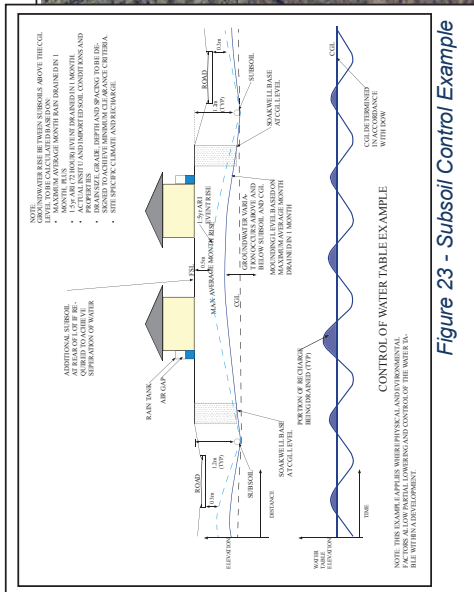 NOTE:
GROUNDWATER RISE BETWEEN SUBSOILS ABOVE THE CGL
LEVEL TO BE CALCULATED BASED ON:
• MAXIMUM AVERAGE MONTH RAIN DRAINED IN 1
MONTH, PLUS
• 1.5 yr. ARI (72 HOUR) EVENT DRAINED IN 1 MONTH.
• ACTUAL INSITU AND IMPORTED SOIL CONDITIONS AND
PROPERTIES.
• DRAIN SIZE, GRADE, DEPTH AND SPACING TO BE DE-
SIGNED TO ACHIEVE MINIMUM CLEARANCE CRITERIA.
• SITE SPECIFIC CLIMATE AND RECHARGE.
ADDITIONAL SUBSOIL
AT REAR OF LOT IF RE-
QUIRED TO ACHIEVE
SEPERATION OF WATER
RAIN TANK
AIR GAP
ROAD
0.5m
1.2m
(TYP)
FSL
0.5m
1.5yr ARI
EVENT RISE
MAX AVERAGE MONTH RISE
CGL
ROAD
0.5m
1.2m
(TYP)
ELEVATION
DISTANCE
SUBSOIL
SOAKWELL BASE
AT CGL LEVEL
GROUNDWATER VARIA-
TION OCCURS ABOVE AND
BELOW SUBSOIL AND CGL
MOUNDING LEVEL BASED ON
MAXIMUM AVERAGE MONTH
DRAINED IN 1 MONTH
SOAKWELL BASE
AT CGL LEVEL
SUBSOIL
WATER
TABLE
ELEVATION
PORTION OF RECHARGE
BEING DRAINED (TYP)
CGL
TIME
CGL DETERMINED
IN ACCORDANCE
WITH DOW
CONTROL OF WATER TABLE EXAMPLE
NOTE: THIS EXAMPLE APPLIES WHERE PHYSICAL AND ENVIRONMENTAL
FACTORS ALLOW PARTIAL LOWERING AND CONTROL OF THE WATER TA-
BLE WITHIN A DEVELOPMENT.
Figure 23 - Subsoil Control Example